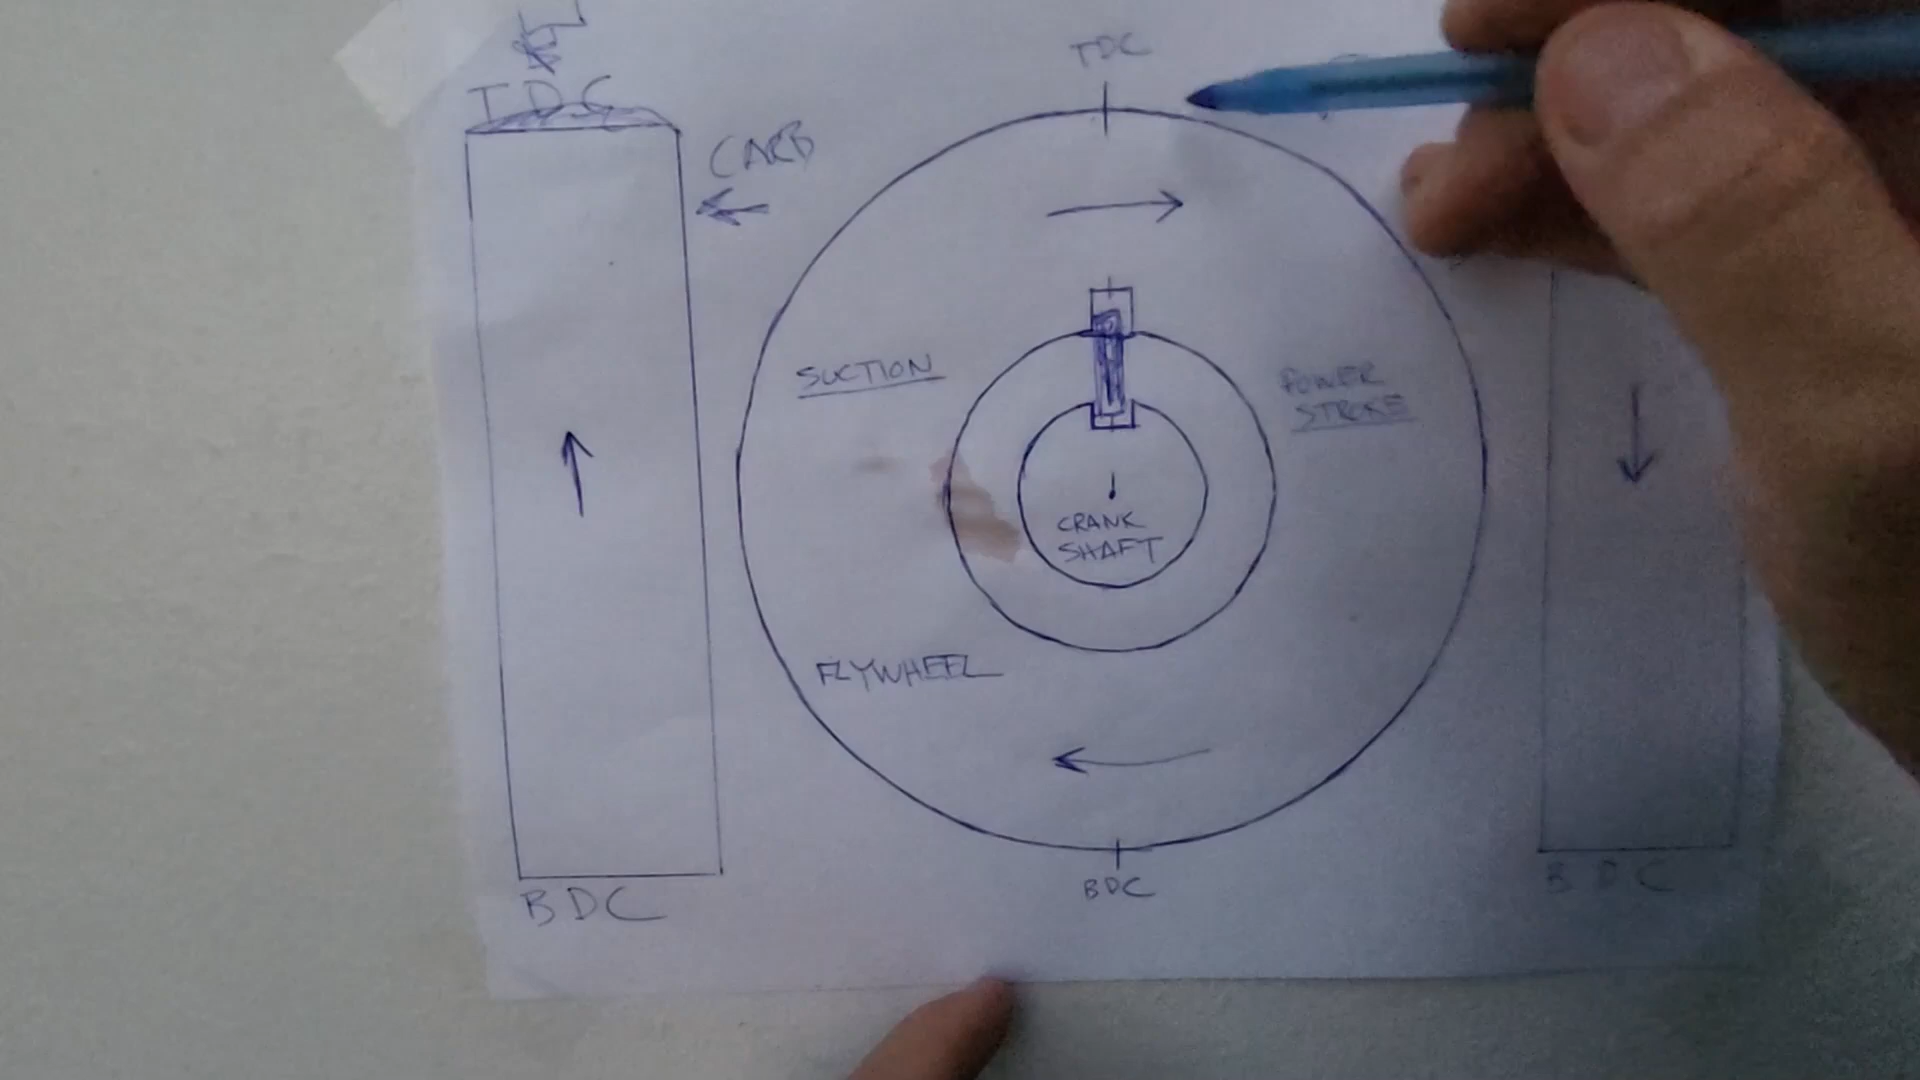 TDC
CARB
BDC
TDC
SUCTION
POWER
STROKE
CRANK
SHAFT
FLYWHEEL
BDC
BDC